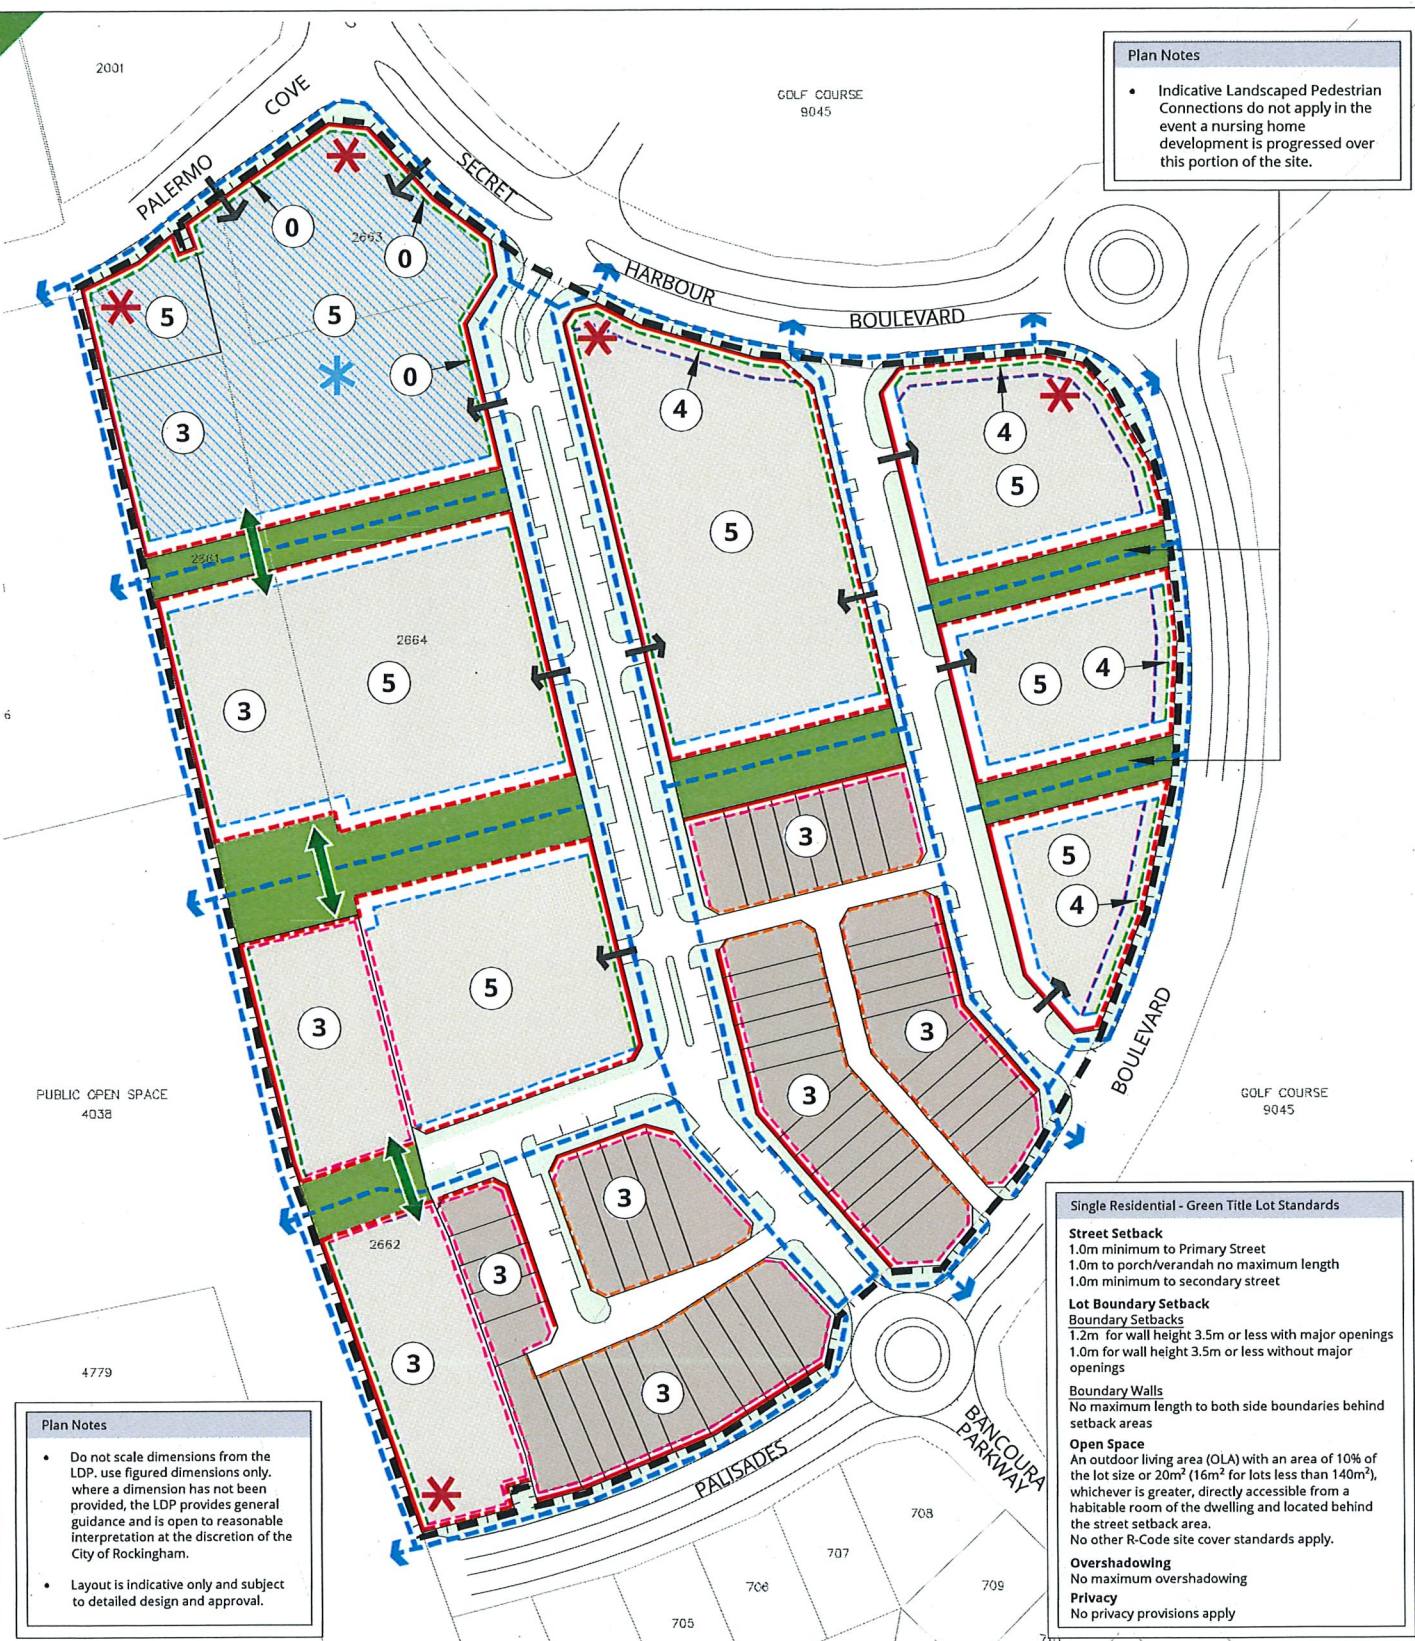 2001
COVE
PALERMO
SECRET
GOLF COURSE
9045
Plan Notes
• Indicative Landscaped Pedestrian
Connections do not apply in the
event a nursing home
development is progressed over
this portion of the site.
HARBOUR
BOULEVARD
0
2663
0
5
5
0
3
4
4
5
5
2661
2664
5
3
5
4
3
5
4
5
3
3
3
BOULEVARD
PUBLIC OPEN SPACE
4038
GOLF COURSE
9045
6
3
3
2662
3
3
4779
PALISADES
BANCOURA
PARKWAY
705
706
707
708
709
Plan Notes
• Do not scale dimensions from the
LDP. use figured dimensions only.
where a dimension has not been
provided, the LDP provides general
guidance and is open to reasonable
interpretation at the discretion of the
City of Rockingham.
• Layout is indicative only and subject
to detailed design and approval.
Single Residential - Green Title Lot Standards
Street Setback
1.0m minimum to Primary Street
1.0m to porch/verandah no maximum length
1.0m minimum to secondary street
Lot Boundary Setback
Boundary Setbacks
1.2m for wall height 3.5m or less with major openings
1.0m for wall height 3.5m or less without major
openings
Boundary Walls
No maximum length to both side boundaries behind
setback areas
Open Space
An outdoor living area (OLA) with an area of 10% of
the lot size or 20m² (16m² for lots less than 140m²),
whichever is greater, directly accessible from a
habitable room of the dwelling and located behind
the street setback area.
No other R-Code site cover standards apply.
Overshadowing
No maximum overshadowing
Privacy
No privacy provisions apply